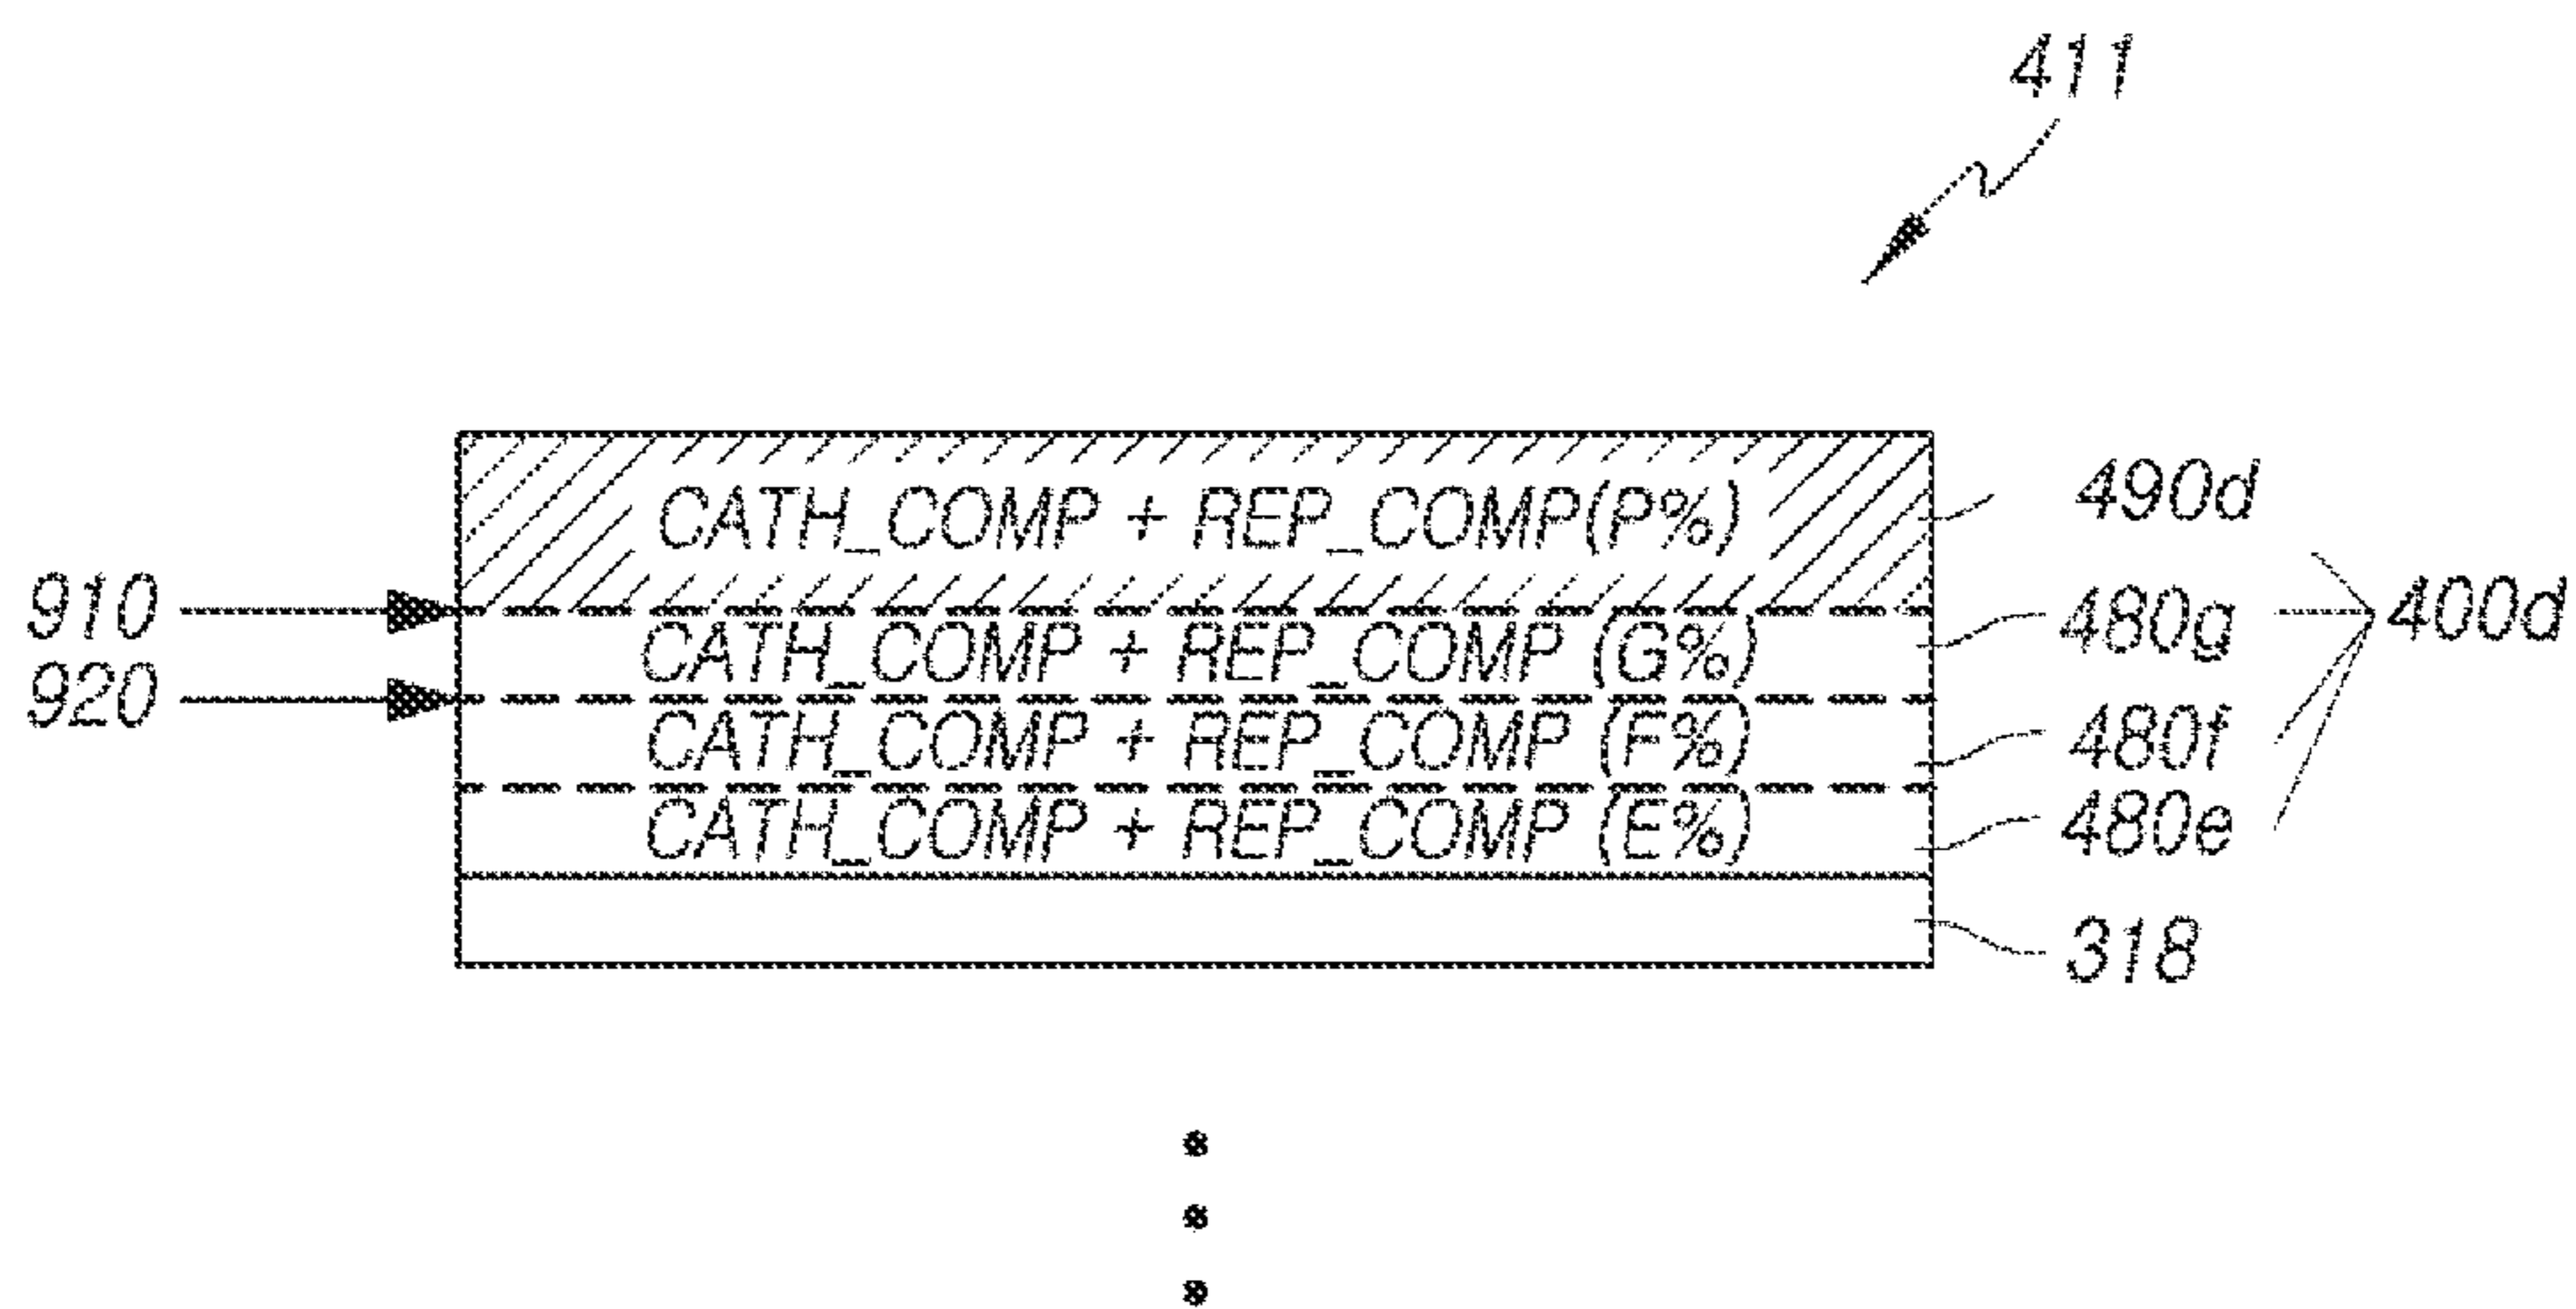 411
CATH_COMP + REP_COMP(P%)
490d
910
CATH_COMP + REP_COMP (G%)
480g
400d
920
CATH_COMP + REP_COMP (F%)
480f
CATH_COMP + REP_COMP (E%)
480e
318